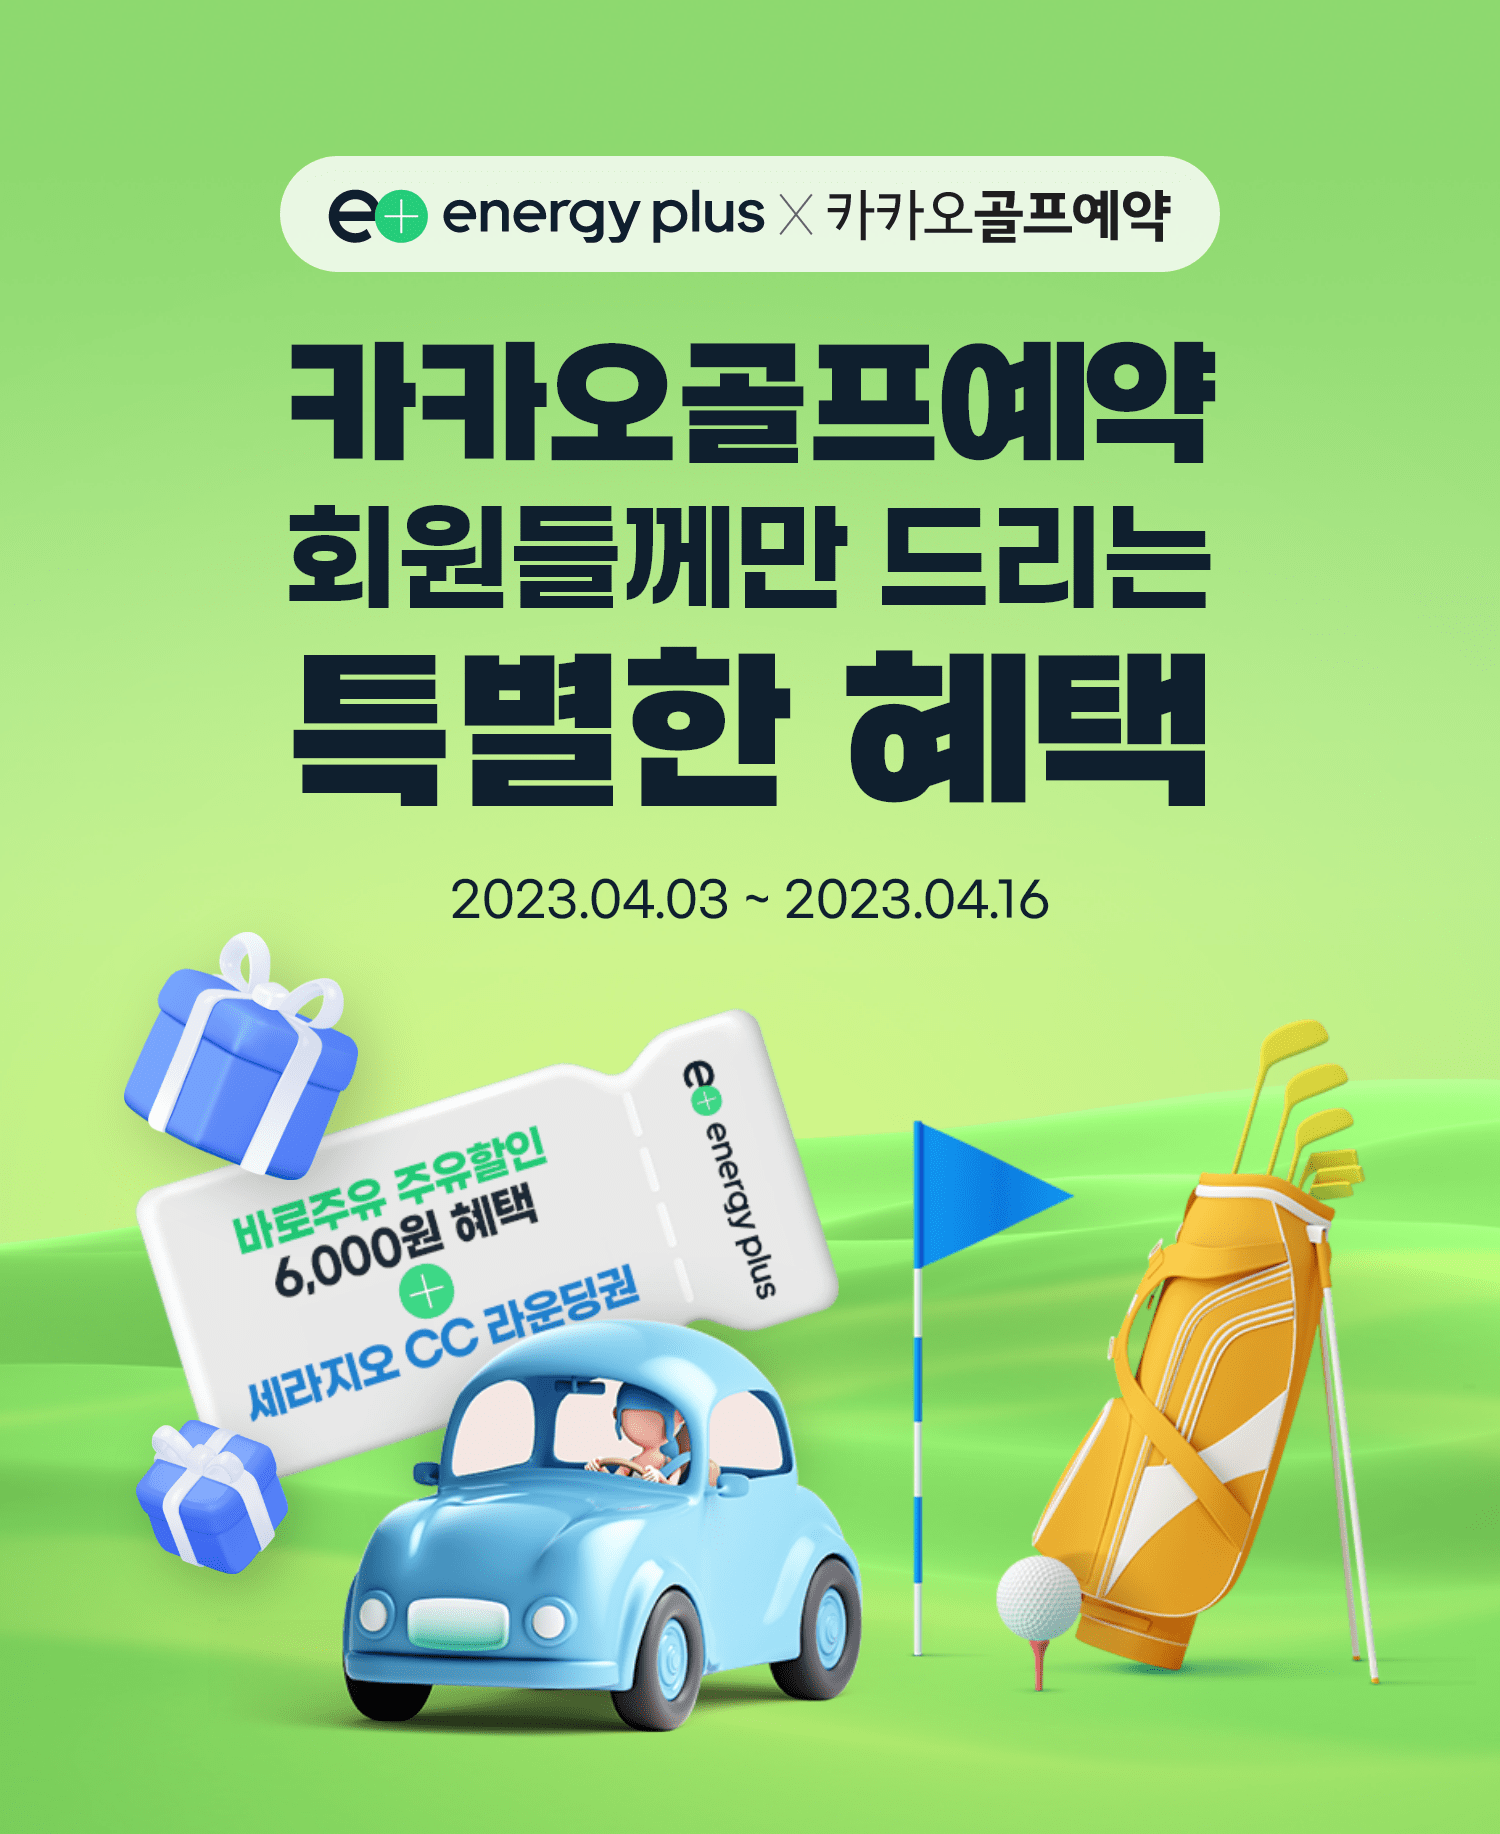 e+ energy plus X 카카오골프예약
카카오골프예약
회원들께만 드리는
특별한 혜택
2023.04.03 ~ 2023.04.16
바로주유 주유할인
6,000원 혜택
+
세라지오 CC 라운딩권
e+ energy plus